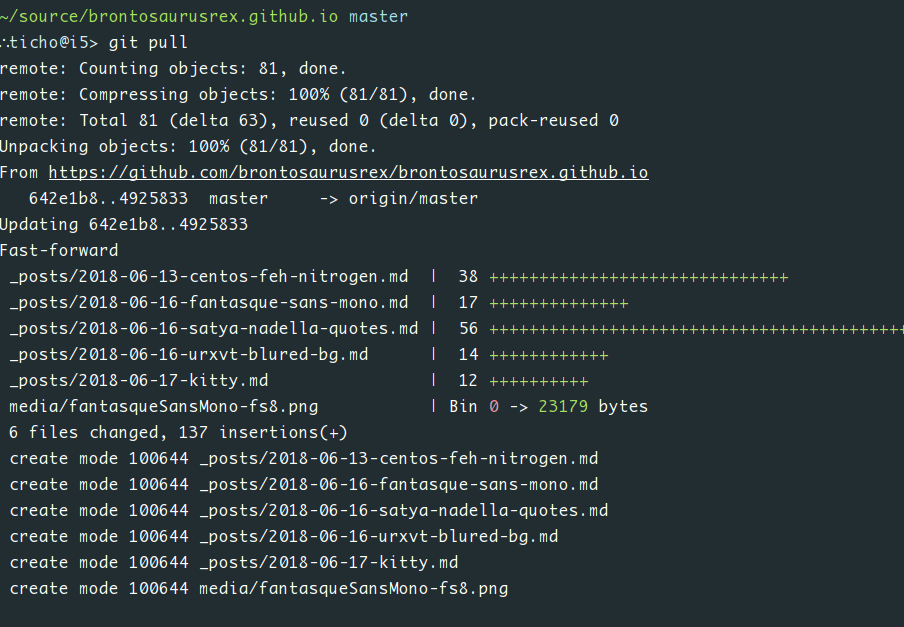 ~/source/brontosaurusrex.github.io master
∴ticho@i5> git pull
remote: Counting objects: 81, done.
remote: Compressing objects: 100% (81/81), done.
remote: Total 81 (delta 63), reused 0 (delta 0), pack-reused 0
Unpacking objects: 100% (81/81), done.
From https://github.com/brontosaurusrex/brontosaurusrex.github.io
   642e1b8..4925833  master     -> origin/master
Updating 642e1b8..4925833
Fast-forward
 _posts/2018-06-13-centos-feh-nitrogen.md  |  38 ++++++++++++++++++++++++++++++
 _posts/2018-06-16-fantasque-sans-mono.md  |  17 ++++++++++++++
 _posts/2018-06-16-satya-nadella-quotes.md |  56 ++++++++++++++++++++++++++++++++++++++++++
 _posts/2018-06-16-urxvt-blured-bg.md      |  14 ++++++++++++
 _posts/2018-06-17-kitty.md                |  12 ++++++++++
 media/fantasqueSansMono-fs8.png           | Bin 0 -> 23179 bytes
 6 files changed, 137 insertions(+)
 create mode 100644 _posts/2018-06-13-centos-feh-nitrogen.md
 create mode 100644 _posts/2018-06-16-fantasque-sans-mono.md
 create mode 100644 _posts/2018-06-16-satya-nadella-quotes.md
 create mode 100644 _posts/2018-06-16-urxvt-blured-bg.md
 create mode 100644 _posts/2018-06-17-kitty.md
 create mode 100644 media/fantasqueSansMono-fs8.png